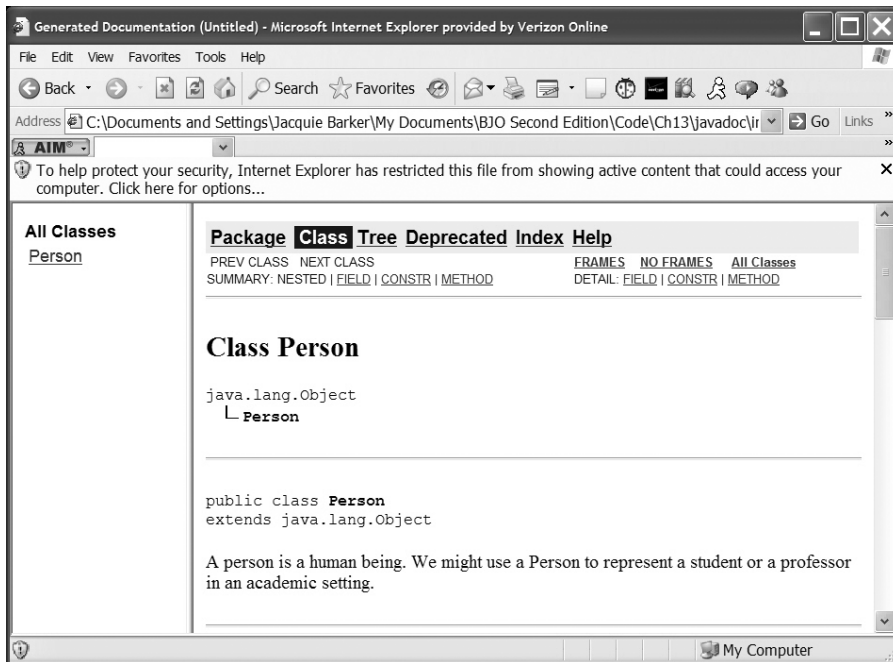 Generated Documentation (Untitled) - Microsoft Internet Explorer provided by Verizon Online
File Edit View Favorites Tools Help
Back Search Favorites
Address C:\Documents and Settings\Jacquie Barker\My Documents\BJO Second Edition\Code\Ch13\javadoc\ir Go Links »
AIM® »
To help protect your security, Internet Explorer has restricted this file from showing active content that could access your
computer. Click here for options...
All Classes
Person
Package Class Tree Deprecated Index Help
PREV CLASS NEXT CLASS FRAMES NO FRAMES All Classes
SUMMARY: NESTED | FIELD | CONSTR | METHOD DETAIL: FIELD | CONSTR | METHOD
Class Person
java.lang.Object
Person
public class Person
extends java.lang.Object
A person is a human being. We might use a Person to represent a student or a professor
in an academic setting.
My Computer